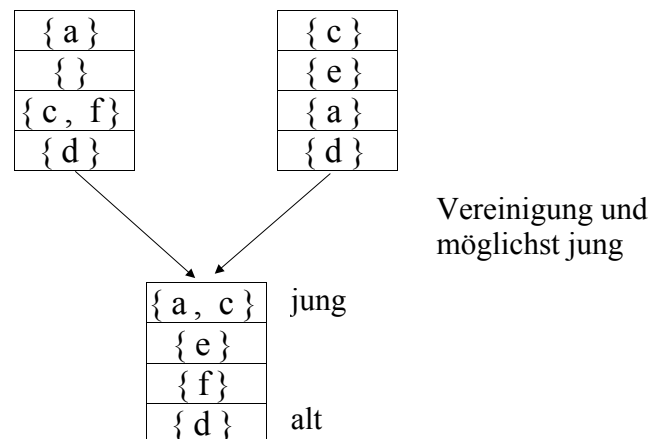 { a }
{ }
{ c , f }
{ d }
{ c }
{ e }
{ a }
{ d }
Vereinigung und
möglichst jung
{ a , c } jung
{ e }
{ f }
{ d } alt